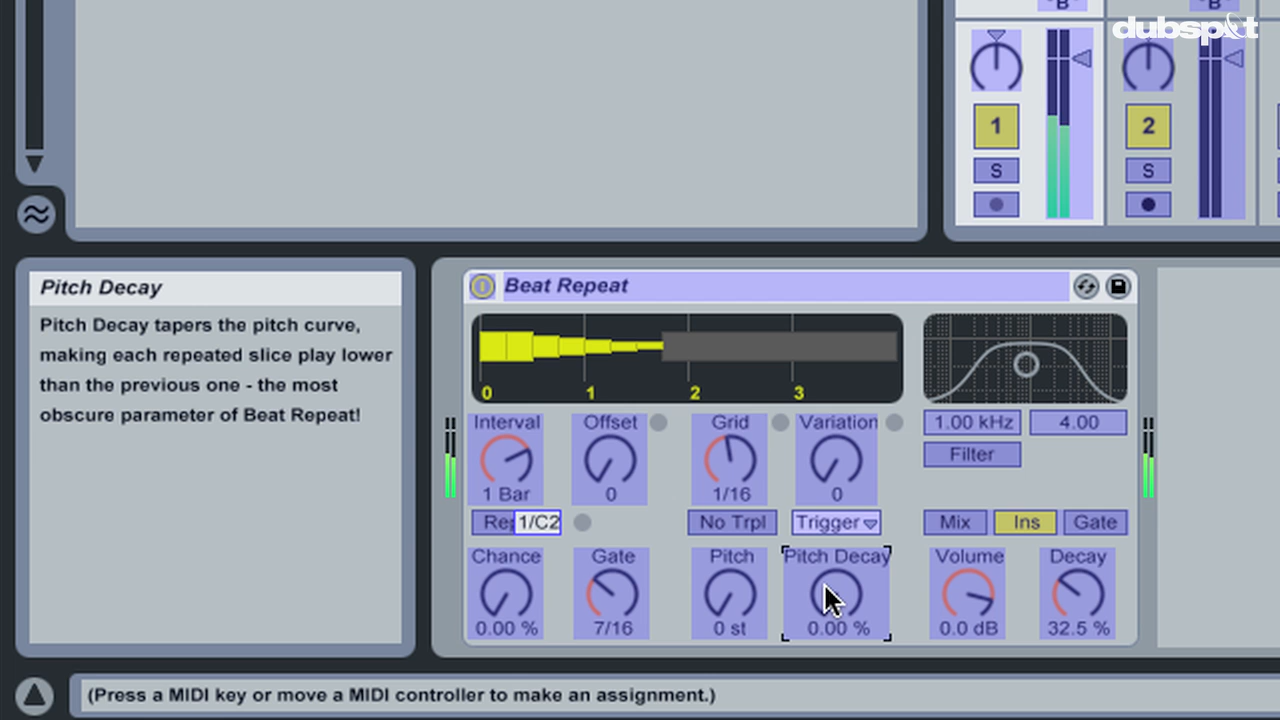 "B"
"B"
dubspot
1
2
S
S
Pitch Decay
Pitch Decay tapers the pitch curve,
making each repeated slice play lower
than the previous one - the most
obscure parameter of Beat Repeat!
Beat Repeat
0 1 2 3
Interval Offset Grid Variation
1.00 kHz 4.00
Filter
1 Bar 0 1/16 0
Rep 1/C2 No Trpl Trigger Mix Ins Gate
Chance Gate Pitch Pitch Decay Volume Decay
0.00 % 7/16 0 st 0.00 % 0.0 dB 32.5 %
(Press a MIDI key or move a MIDI controller to make an assignment.)